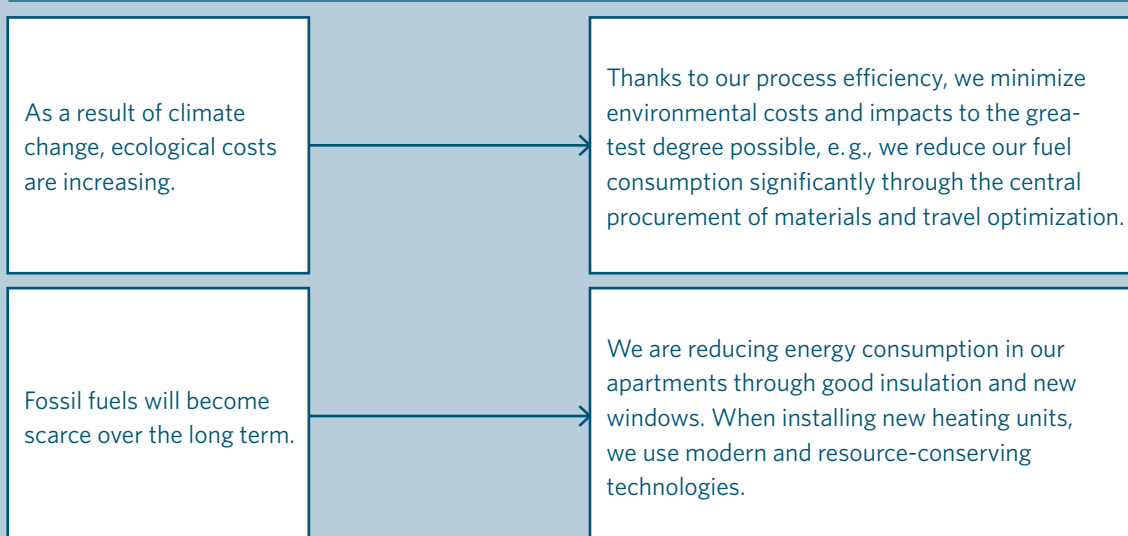 As a result of climate
change, ecological costs
are increasing.
Thanks to our process efficiency, we minimize
environmental costs and impacts to the grea-
test degree possible, e. g., we reduce our fuel
consumption significantly through the central
procurement of materials and travel optimization.
Fossil fuels will become
scarce over the long term.
We are reducing energy consumption in our
apartments through good insulation and new
windows. When installing new heating units,
we use modern and resource-conserving
technologies.